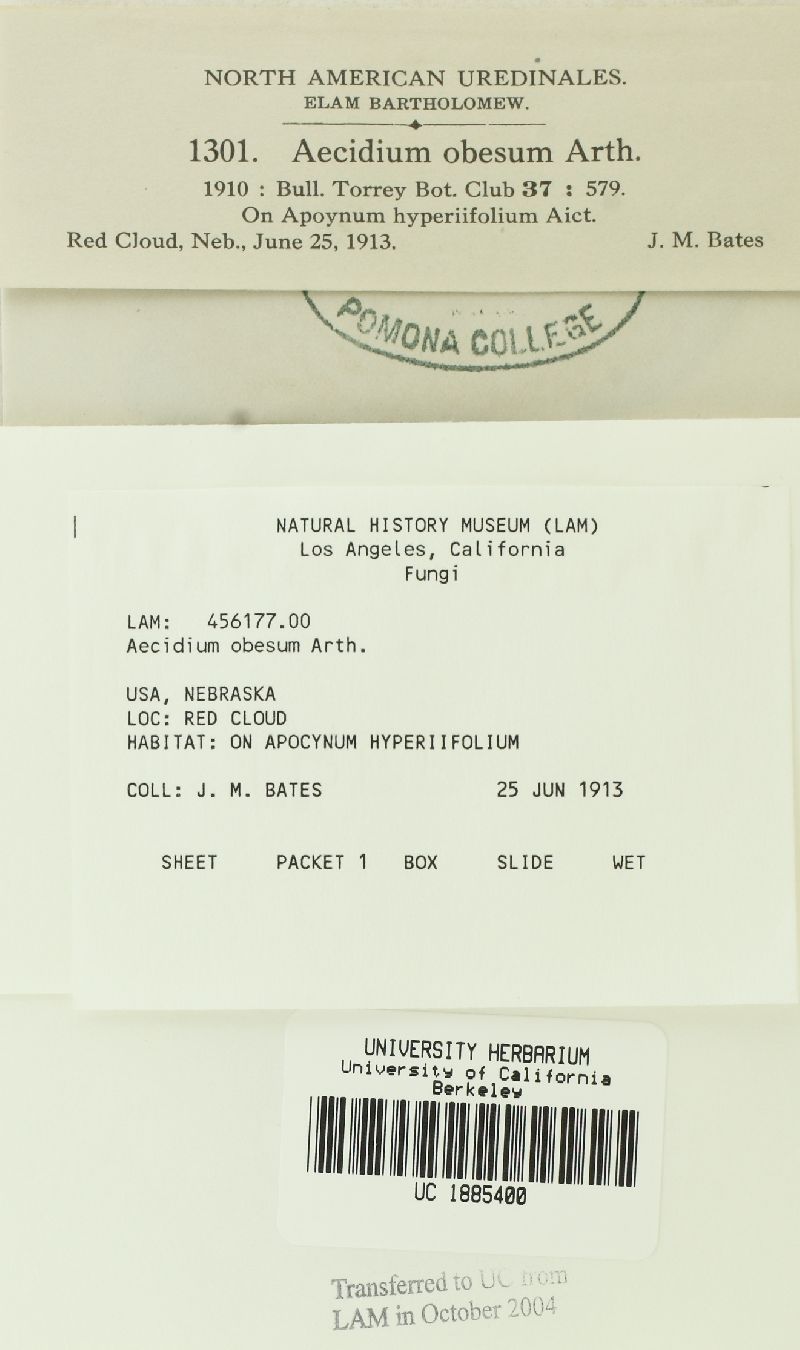 NORTH AMERICAN UREDINALES.
ELAM BARTHOLOMEW.
1301. Aecidium obesum Arth.
1910 : Bull. Torrey Bot. Club 37 : 579.
On Apoynum hyperiifolium Aict.
Red Cloud, Neb., June 25, 1913. J. M. Bates
POMONA COLLEGE
NATURAL HISTORY MUSEUM (LAM)
Los Angeles, California
Fungi
LAM: 456177.00
Aecidium obesum Arth.
USA, NEBRASKA
LOC: RED CLOUD
HABITAT: ON APOCYNUM HYPERIIFOLIUM
COLL: J. M. BATES 25 JUN 1913
SHEET PACKET 1 BOX SLIDE WET
UNIVERSITY HERBARIUM
University of California
Berkeley
UC 1885400
Transferred to UC from
LAM in October 2004